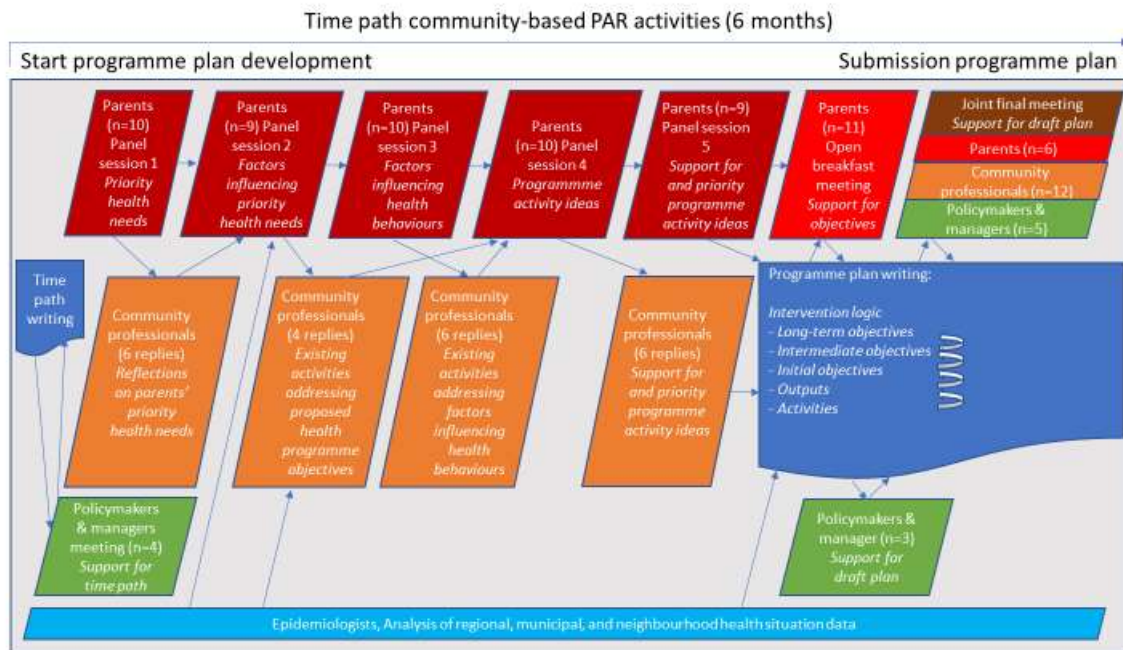 Time path community-based PAR activities (6 months)
Start programme plan development
Submission programme plan
Parents
(n=10)
Panel
session 1
Priority
health
needs
Parents
(n=9) Panel
session 2
Factors
influencing
priority
health needs
Parents
(n=10) Panel
session 3
Factors
influencing
health
behaviours
Parents
(n=10) Panel
session 4
Programmme
activity ideas
Parents (n=9)
Panel session
5
Support for
and priority
programme
activity ideas
Parents
(n=11)
Open
breakfast
meeting
Support for
objectives
Joint final meeting
Support for draft plan
Parents (n=6)
Community
professionals (n=12)
Policymakers &
managers (n=5)
Time
path
writing
Community
professionals
(6 replies)
Reflections
on parents'
priority
health needs
Community
professionals
(4 replies)
Existing
activities
addressing
proposed
health
programme
objectives
Community
professionals
(6 replies)
Existing
activities
addressing
factors
influencing
health
behaviours
Community
professionals
(6 replies)
Support for
and priority
programme
activity ideas
Programme plan writing:
Intervention logic
- Long-term objectives
- Intermediate objectives
- Initial objectives
- Outputs
- Activities
Policymakers
& managers
meeting (n=4)
Support for
time path
Policymakers &
manager (n=3)
Support for
draft plan
Epidemiologists, Analysis of regional, municipal, and neighbourhood health situation data